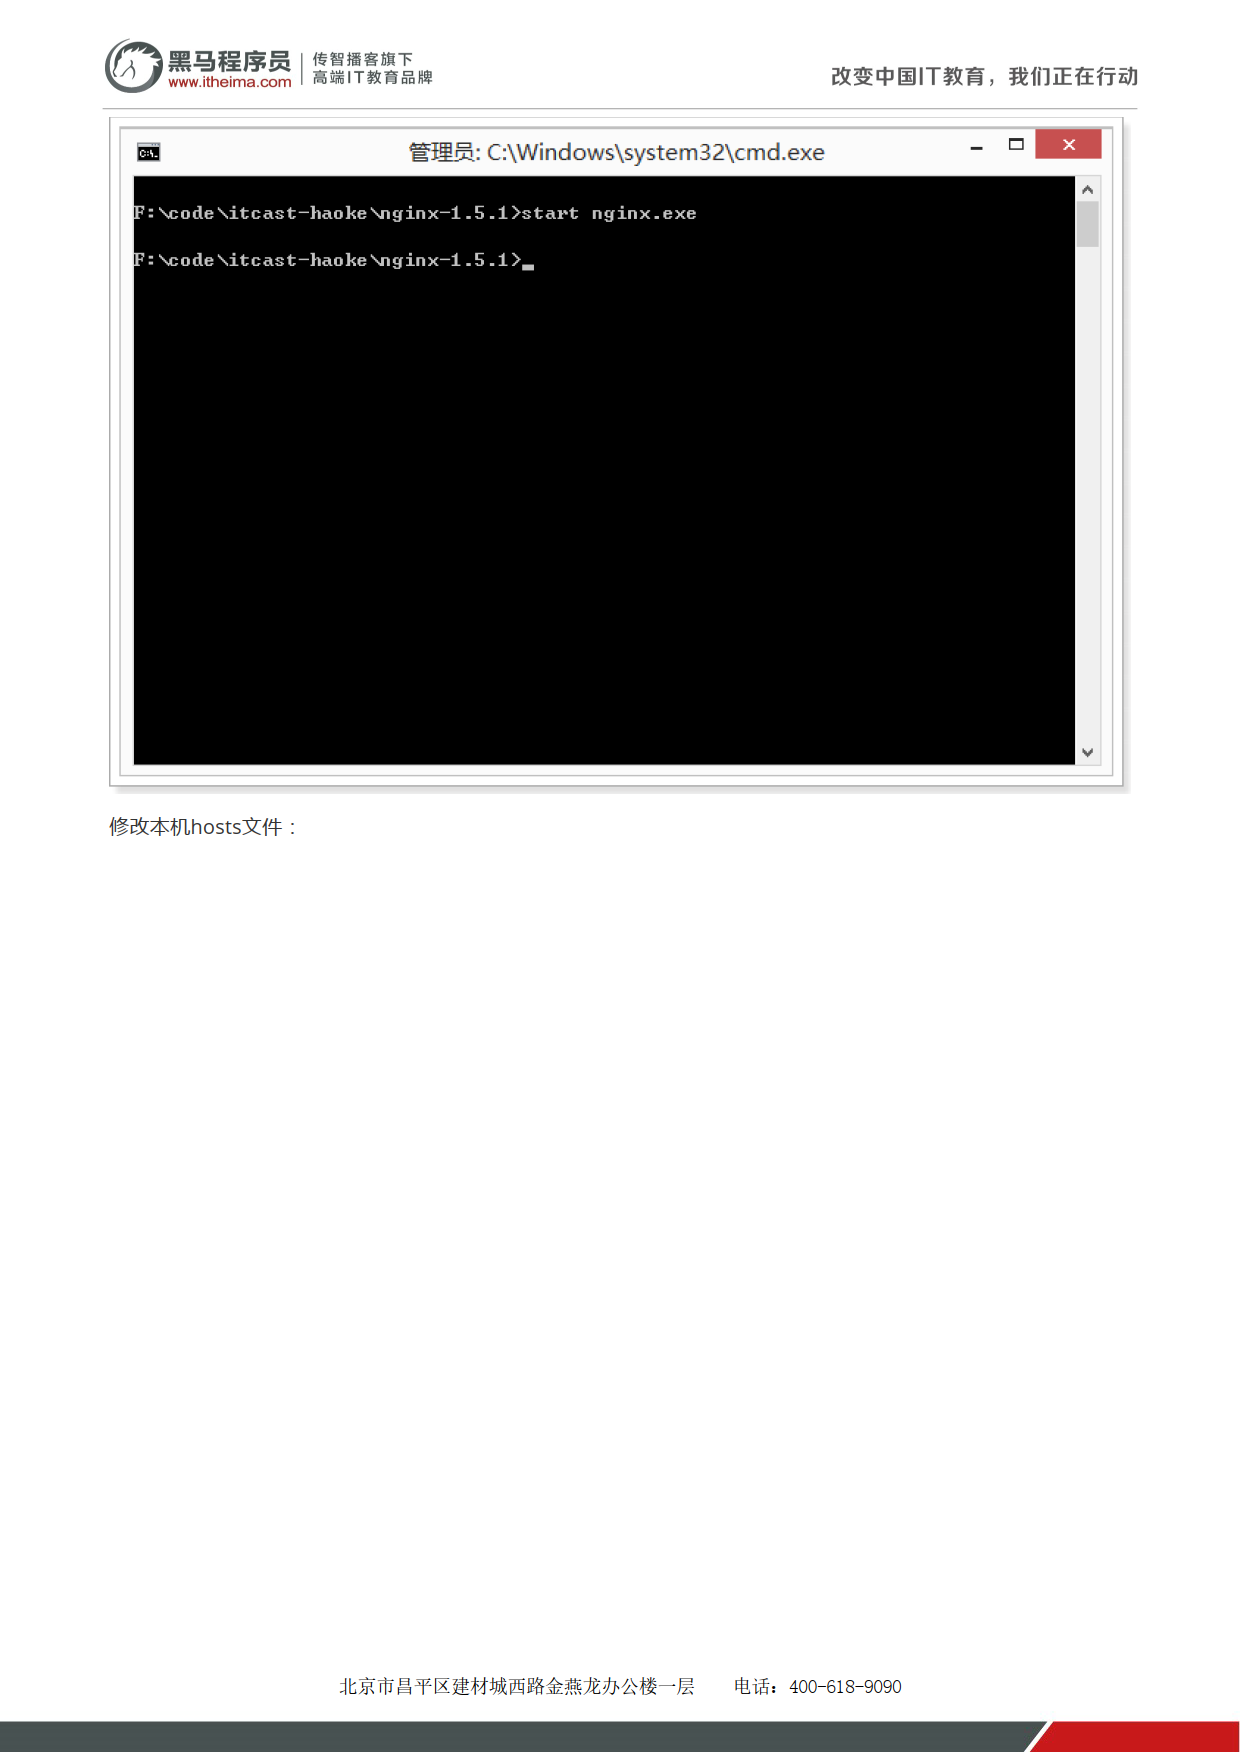 黑马程序员
www.itheima.com
传智播客旗下
高端IT教育品牌
改变中国IT教育，我们正在行动
管理员: C:\Windows\system32\cmd.exe
F:\code\itcast-haoke\nginx-1.5.1>start nginx.exe
F:\code\itcast-haoke\nginx-1.5.1>_
修改本机hosts文件：
北京市昌平区建材城西路金燕龙办公楼一层 电话：400-618-9090